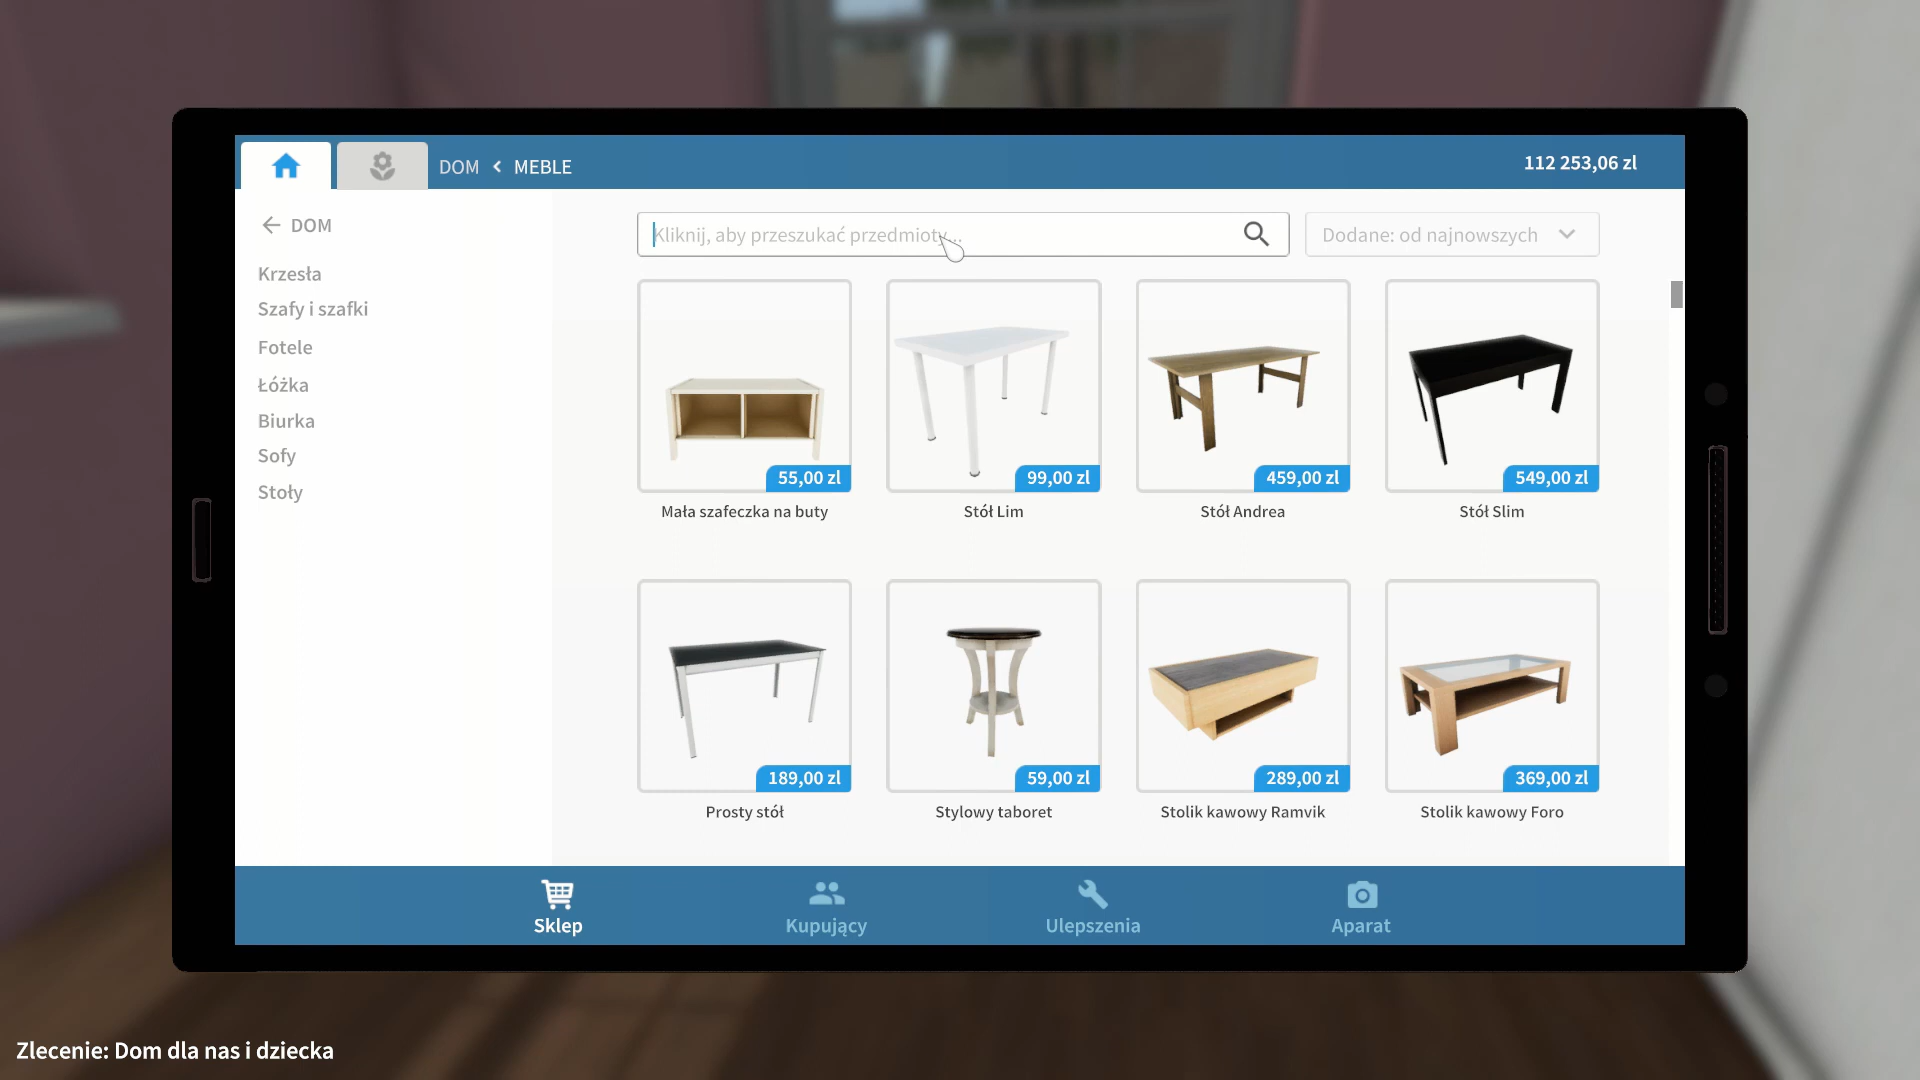 DOM < MEBLE
112 253,06 zl
DOM
Krzesła
Szafy i szafki
Fotele
Łóżka
Biurka
Sofy
Stoły
Kliknij, aby przeszukać przedmioty...
Dodane: od najnowszych
55,00 zl
99,00 zl
459,00 zl
549,00 zl
Mała szafeczka na buty
Stół Lim
Stół Andrea
Stół Slim
189,00 zl
59,00 zl
289,00 zl
369,00 zl
Prosty stół
Stylowy taboret
Stolik kawowy Ramvik
Stolik kawowy Foro
Sklep
Kupujący
Ulepszenia
Aparat
Zlecenie: Dom dla nas i dziecka